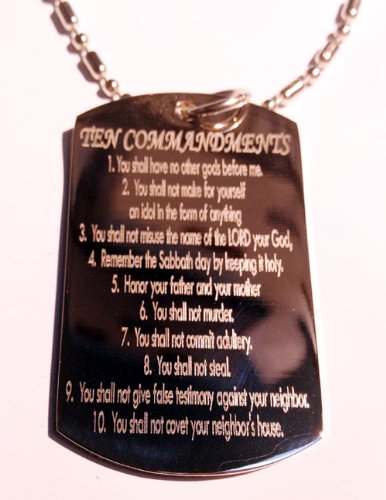 TEN COMMANDMENTS
1. You shall have no other gods before me.
2. You shall not make for yourself
an idol in the form of anything
3. You shall not misuse the name of the LORD your God,
4. Remember the Sabbath day by keeping it holy.
5. Honor your father and your mother
6. You shall not murder.
7. You shall not commit adultery.
8. You shall not steal.
9. You shall not give false testimony against your neighbor.
10. You shall not covet your neighbor's house.